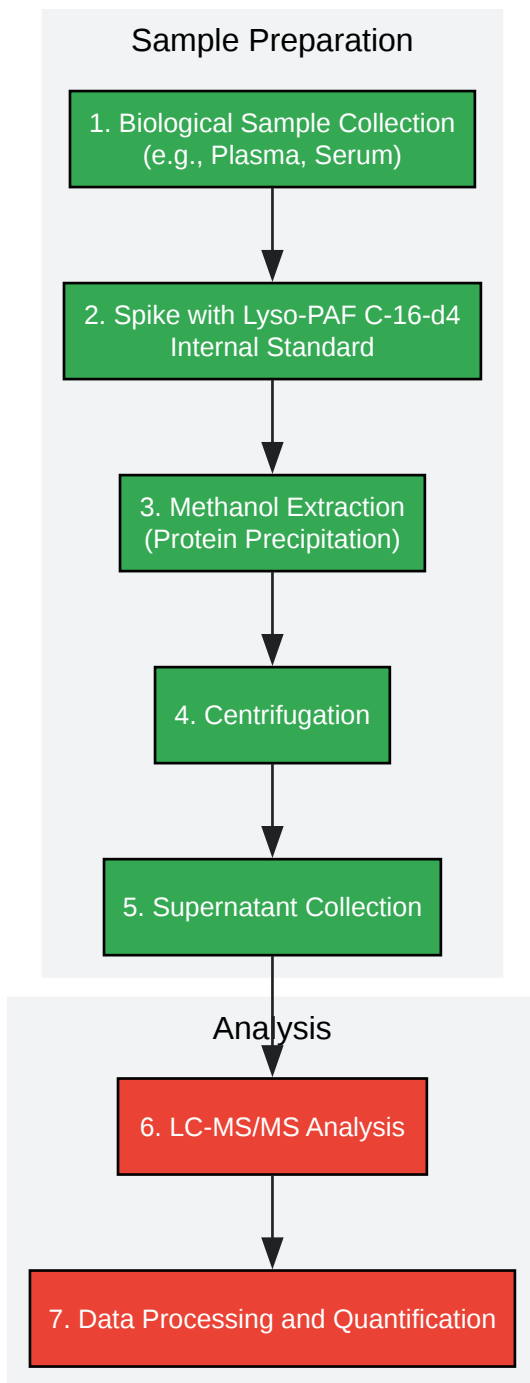 Sample Preparation
1. Biological Sample Collection
(e.g., Plasma, Serum)
2. Spike with Lyso-PAF C-16-d4
Internal Standard
3. Methanol Extraction
(Protein Precipitation)
4. Centrifugation
5. Supernatant Collection
Analysis
6. LC-MS/MS Analysis
7. Data Processing and Quantification